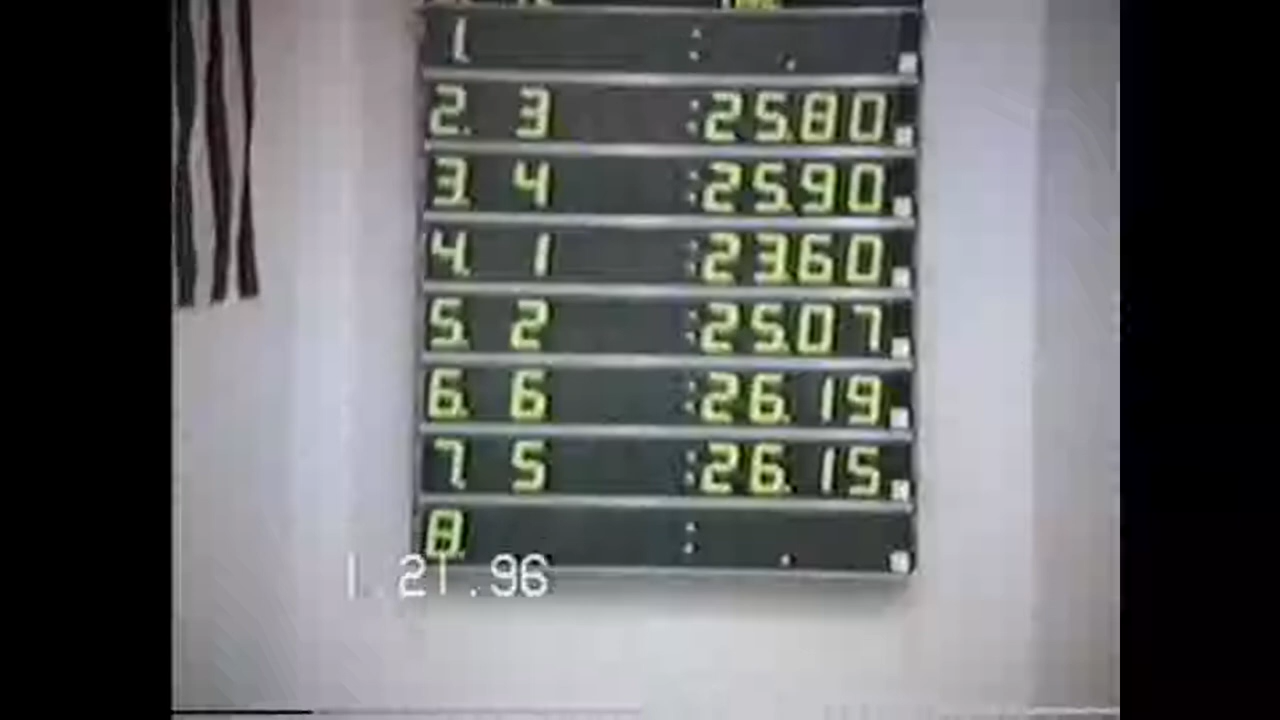 1.
2. 3 :25.80
3. 4 :25.90
4. 1 :23.60
5. 2 :25.07
6. 6 :26.19
7. 5 :26.15
8. :
1.21.96